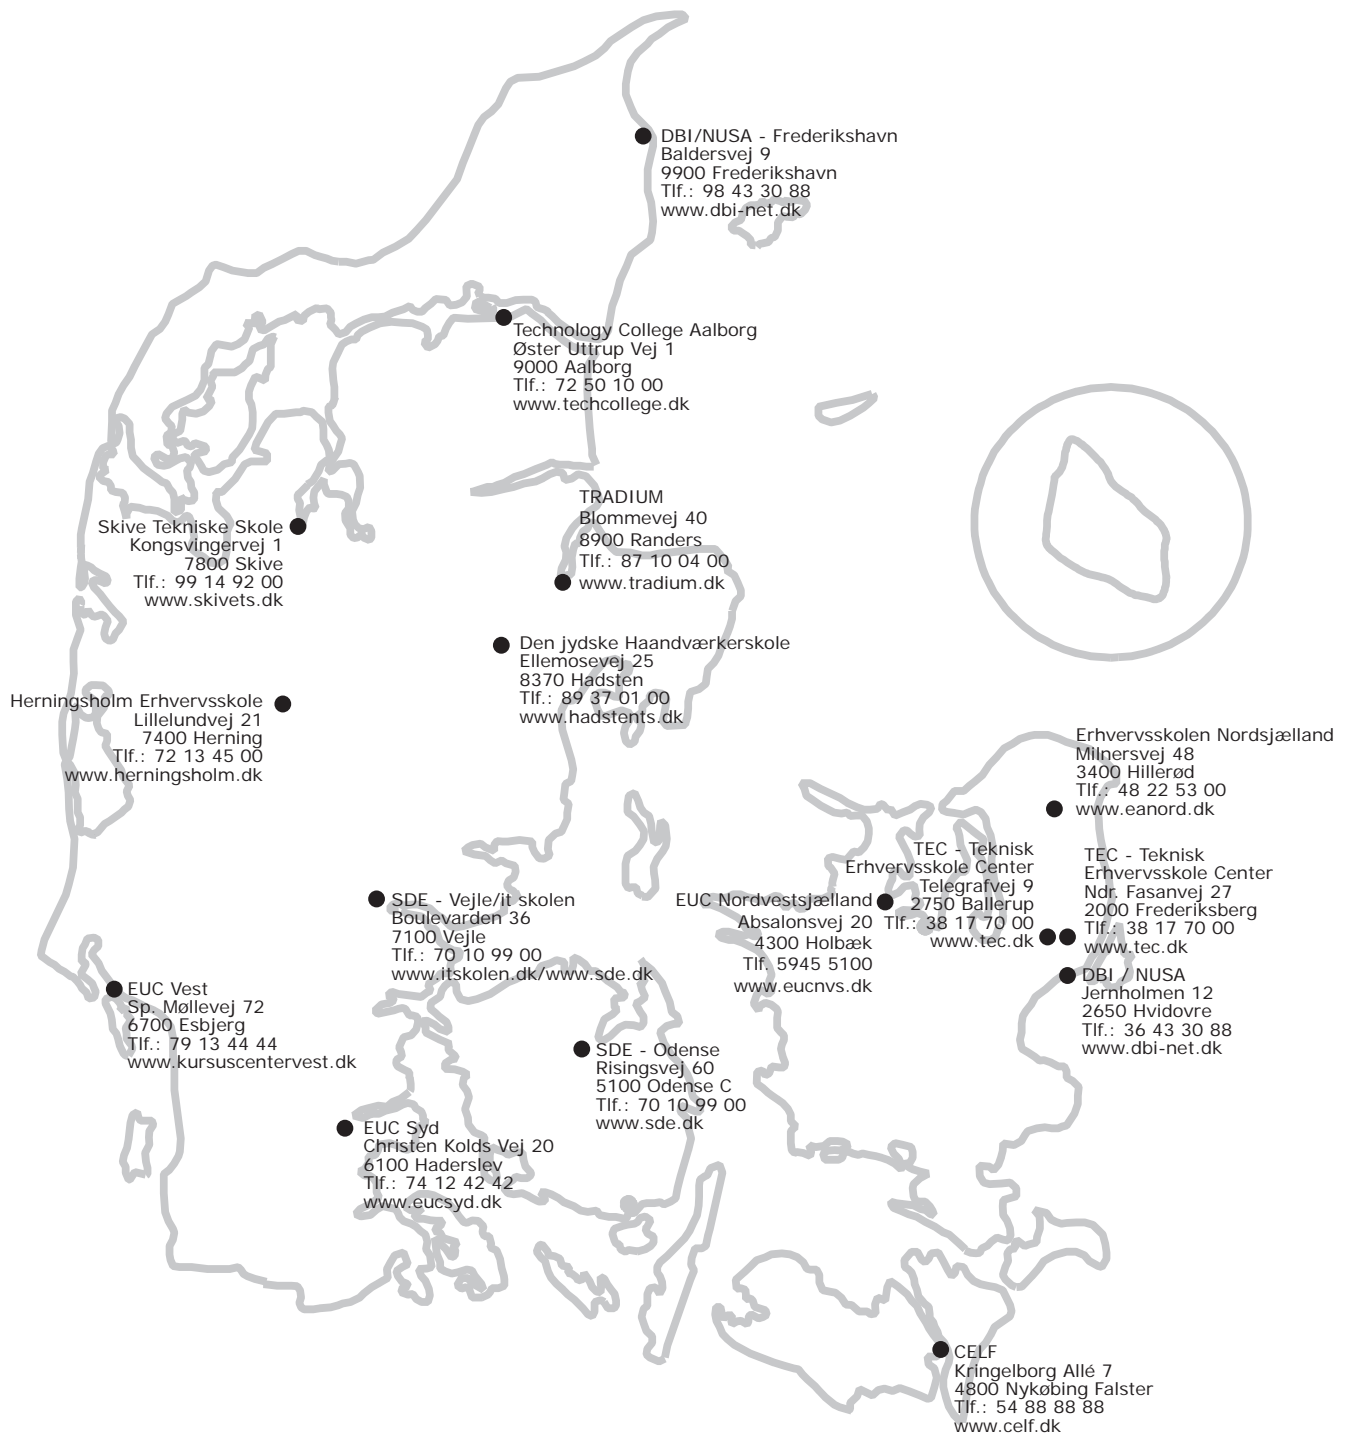 DBI/NUSA - Frederikshavn
Baldersvej 9
9900 Frederikshavn
Tlf.: 98 43 30 88
www.dbi-net.dk
Technology College Aalborg
Øster Uttrup Vej 1
9000 Aalborg
Tlf.: 72 50 10 00
www.techcollege.dk
TRADIUM
Blommevej 40
8900 Randers
Tlf.: 87 10 04 00
www.tradium.dk
Skive Tekniske Skole
Kongsvingervej 1
7800 Skive
Tlf.: 99 14 92 00
www.skivets.dk
Den jydske Haandværkerskole
Ellemosevej 25
8370 Hadsten
Tlf.: 89 37 01 00
www.hadstents.dk
Herningsholm Erhvervsskole
Lillelundvej 21
7400 Herning
Tlf.: 72 13 45 00
www.herningsholm.dk
Erhvervsskolen Nordsjælland
Milnersvej 48
3400 Hillerød
Tlf.: 48 22 53 00
www.eanord.dk
TEC - Teknisk
Erhvervsskole Center
Telegrafvej 9
2750 Ballerup
Tlf.: 38 17 70 00
www.tec.dk
TEC - Teknisk
Erhvervsskole Center
Ndr. Fasanvej 27
2000 Frederiksberg
Tlf.: 38 17 70 00
www.tec.dk
EUC Nordvestsjælland
Absalonsvej 20
4300 Holbæk
Tlf. 5945 5100
www.eucnvs.dk
SDE - Vejle/it skolen
Boulevarden 36
7100 Vejle
Tlf.: 70 10 99 00
www.itskolen.dk/www.sde.dk
DBI / NUSA
Jernholmen 12
2650 Hvidovre
Tlf.: 36 43 30 88
www.dbi-net.dk
EUC Vest
Sp. Møllevej 72
6700 Esbjerg
Tlf.: 79 13 44 44
www.kursuscentervest.dk
SDE - Odense
Risingsvej 60
5100 Odense C
Tlf.: 70 10 99 00
www.sde.dk
EUC Syd
Christen Kolds Vej 20
6100 Haderslev
Tlf.: 74 12 42 42
www.eucsyd.dk
CELF
Kringelborg Allé 7
4800 Nykøbing Falster
Tlf.: 54 88 88 88
www.celf.dk